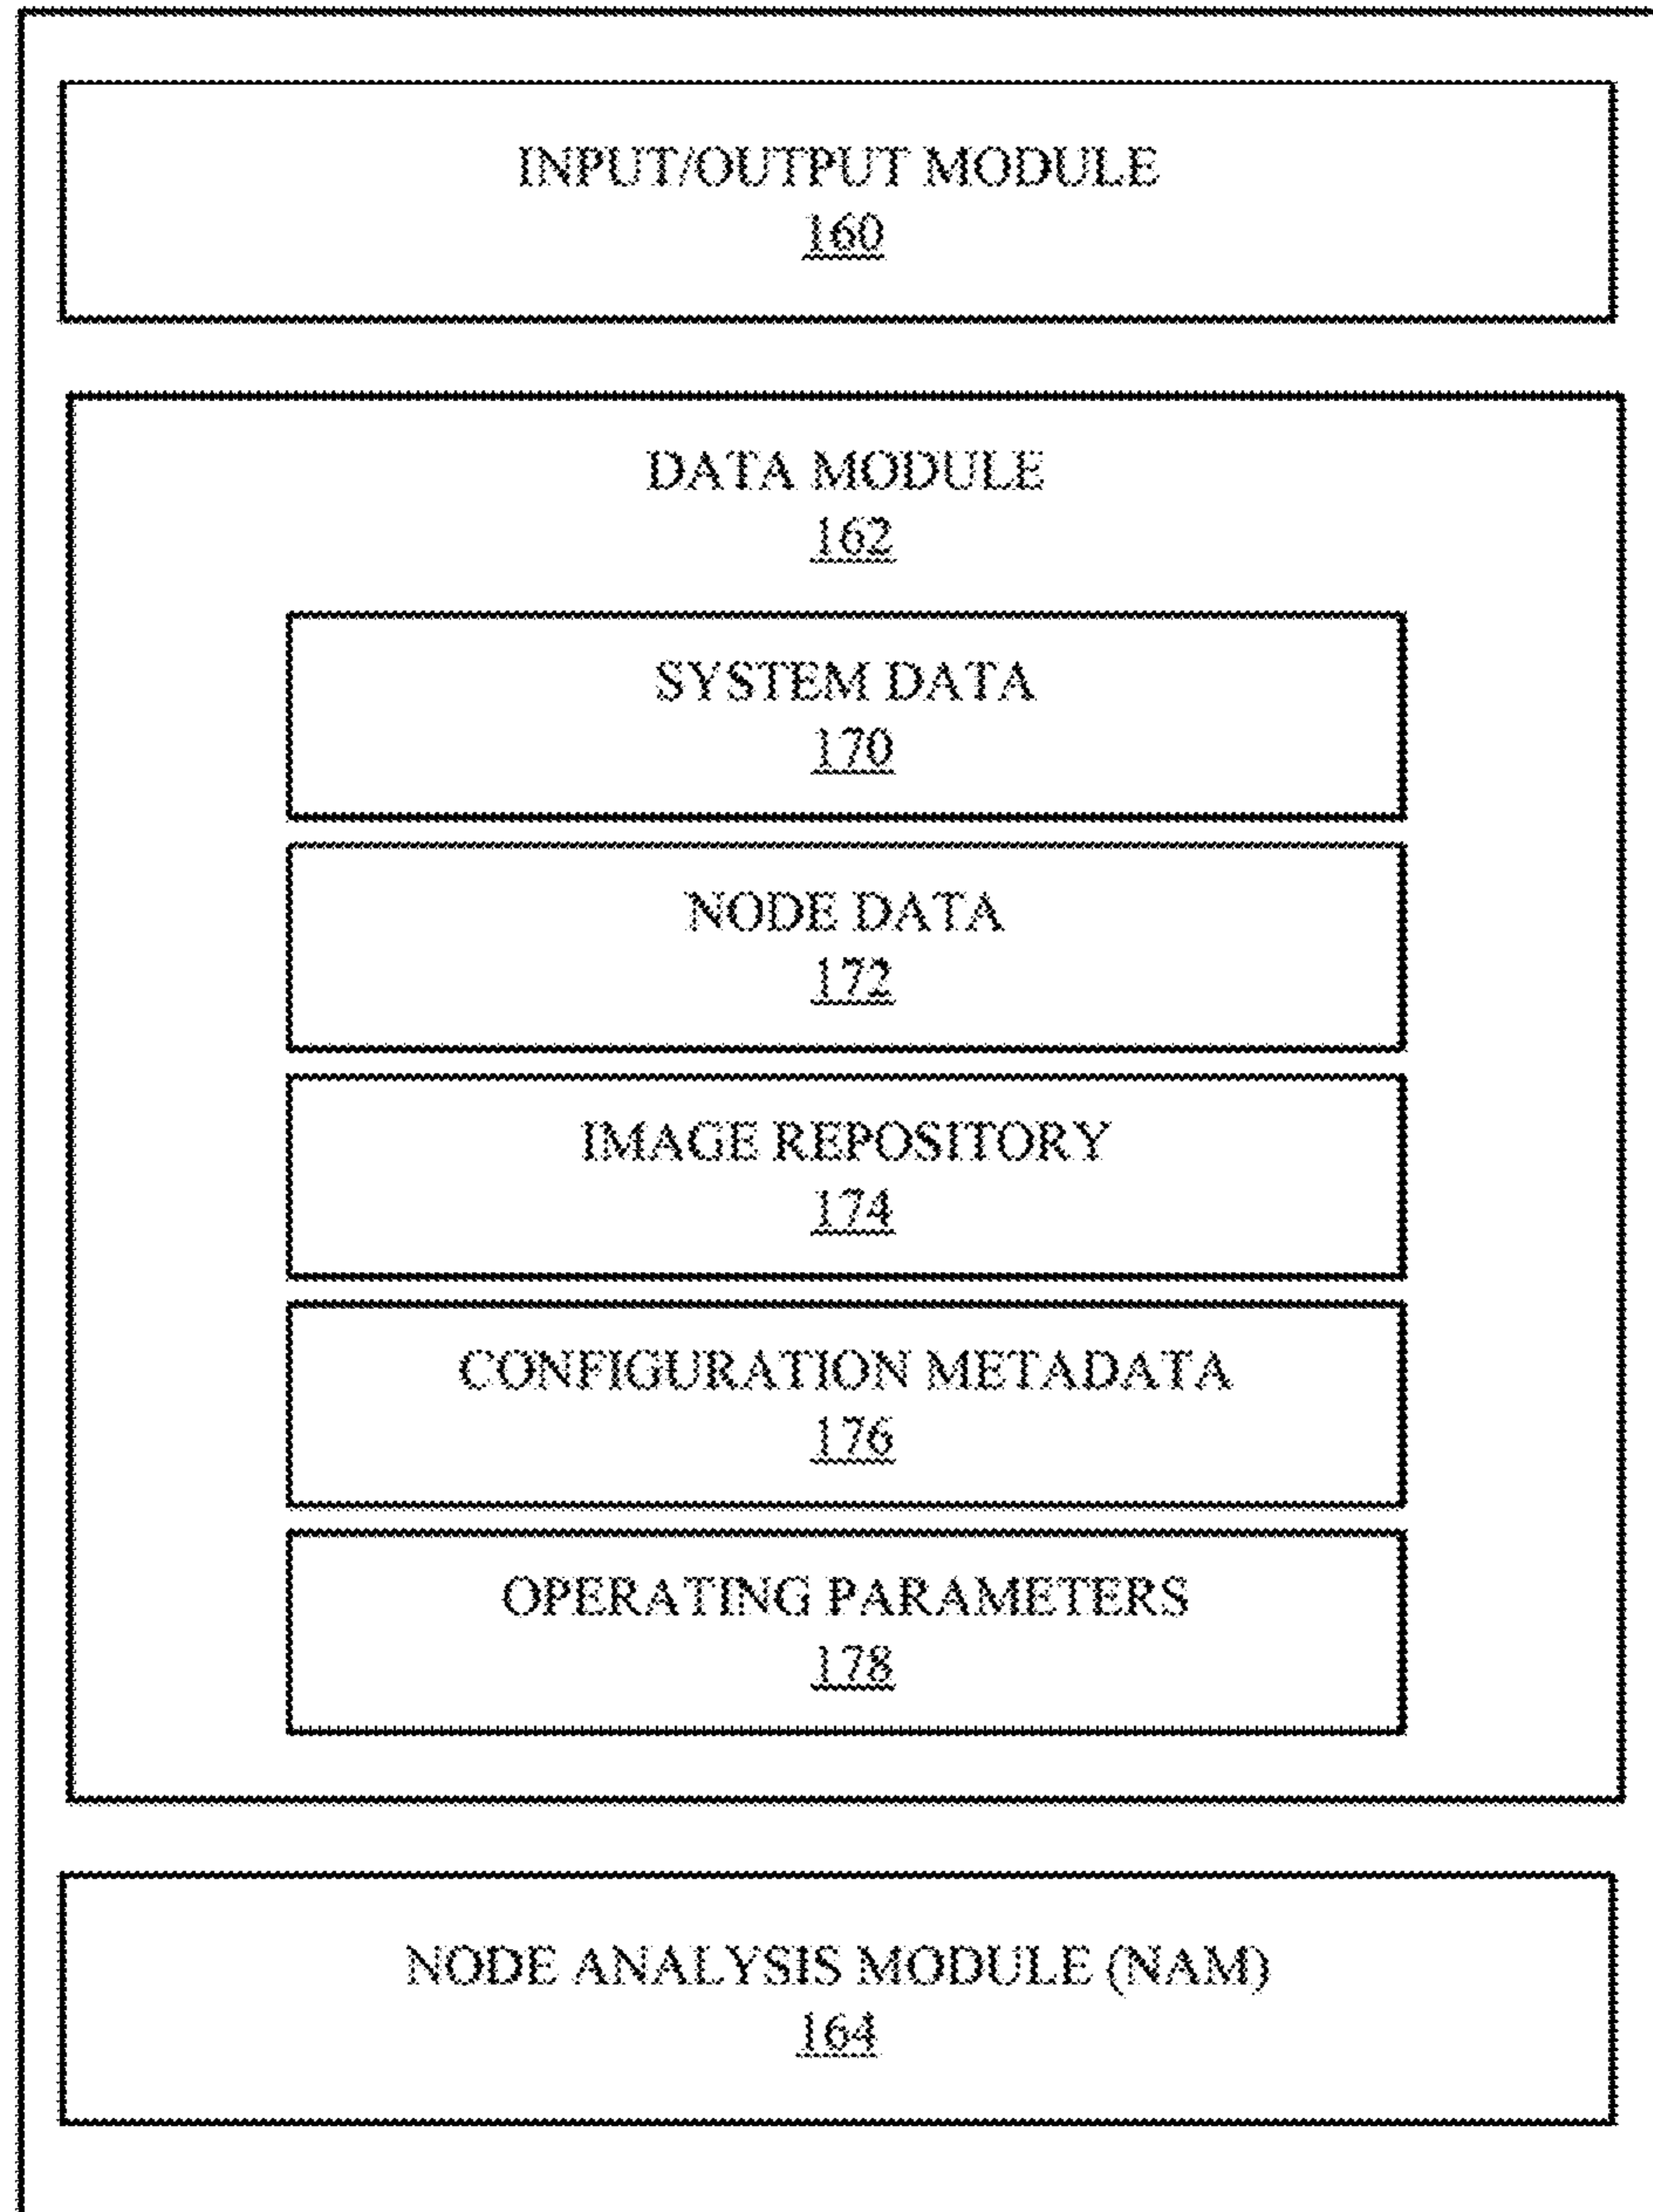 INPUT/OUTPUT MODULE
160
DATA MODULE
162
SYSTEM DATA
170
NODE DATA
172
IMAGE REPOSITORY
174
CONFIGURATION METADATA
176
OPERATING PARAMETERS
178
NODE ANALYSIS MODULE (NAM)
164